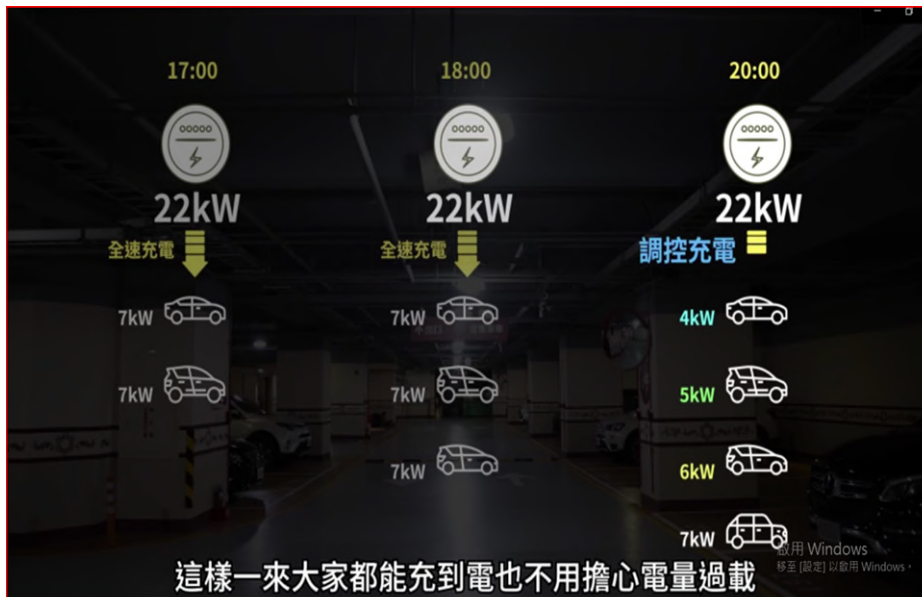 17:00
22kW
全速充電
7kW
7kW
18:00
22kW
全速充電
7kW
7kW
7kW
20:00
22kW
調控充電
4kW
5kW
6kW
7kW
這樣一來大家都能充到電也不用擔心電量過載
啟用 Windows
移至 [設定] 以啟用 Windows。